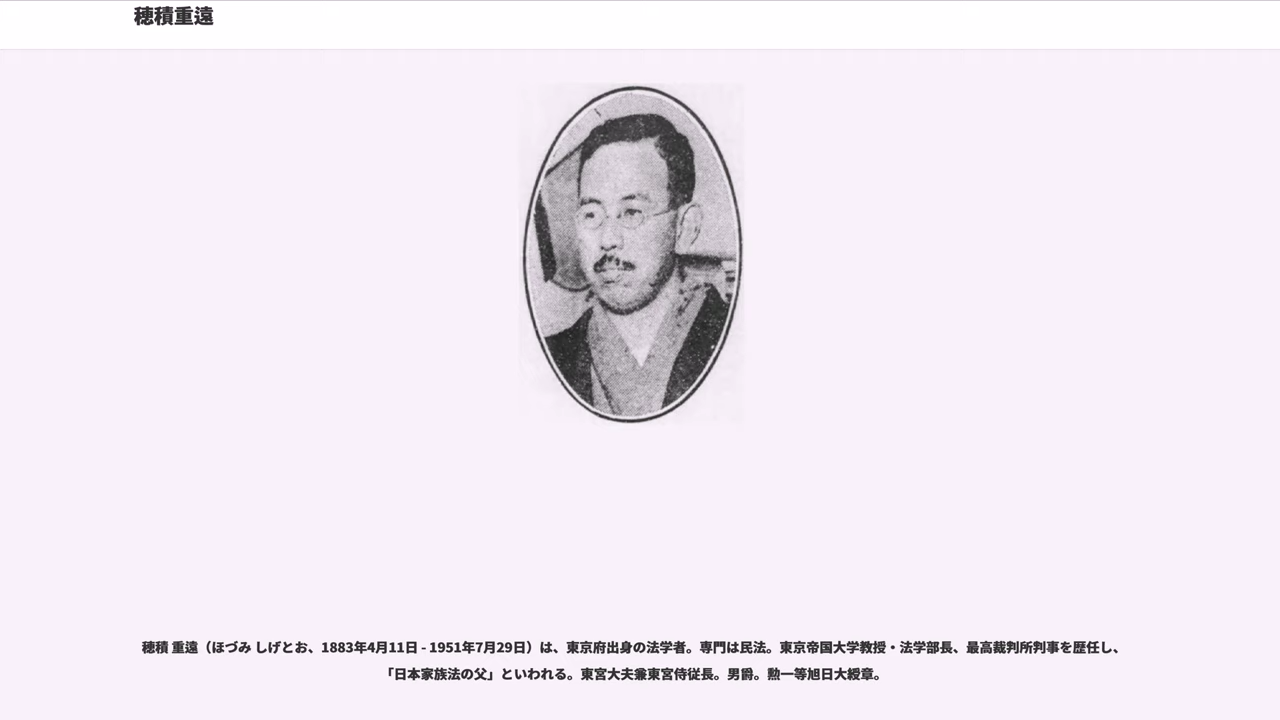 穂積重遠
穂積 重遠（ほづみ しげとお、1883年4月11日 - 1951年7月29日）は、東京府出身の法学者。専門は民法。東京帝国大学教授・法学部長、最高裁判所判事を歴任し、
「日本家族法の父」といわれる。東宮大夫兼東宮侍従長。男爵。勲一等旭日大綬章。